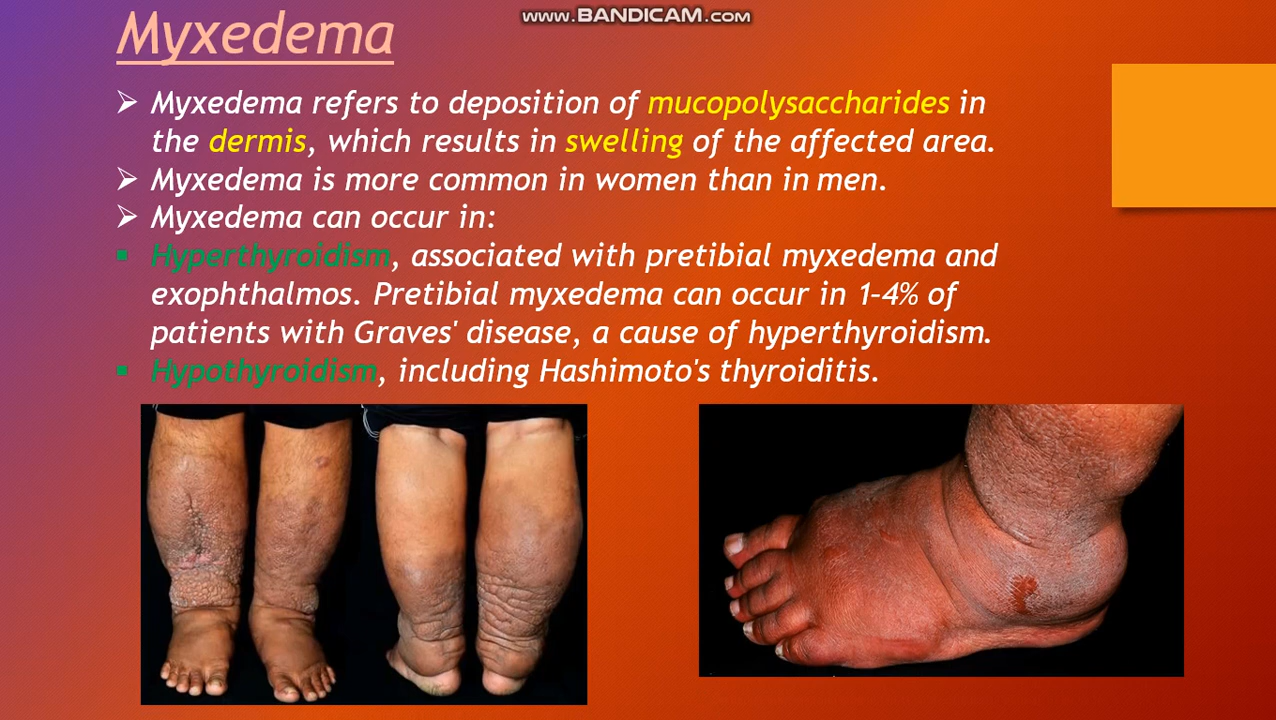 www.BANDICAM.com
Myxedema
➢ Myxedema refers to deposition of mucopolysaccharides in
the dermis, which results in swelling of the affected area.
➢ Myxedema is more common in women than in men.
➢ Myxedema can occur in:
▪ Hyperthyroidism, associated with pretibial myxedema and
exophthalmos. Pretibial myxedema can occur in 1-4% of
patients with Graves' disease, a cause of hyperthyroidism.
▪ Hypothyroidism, including Hashimoto's thyroiditis.